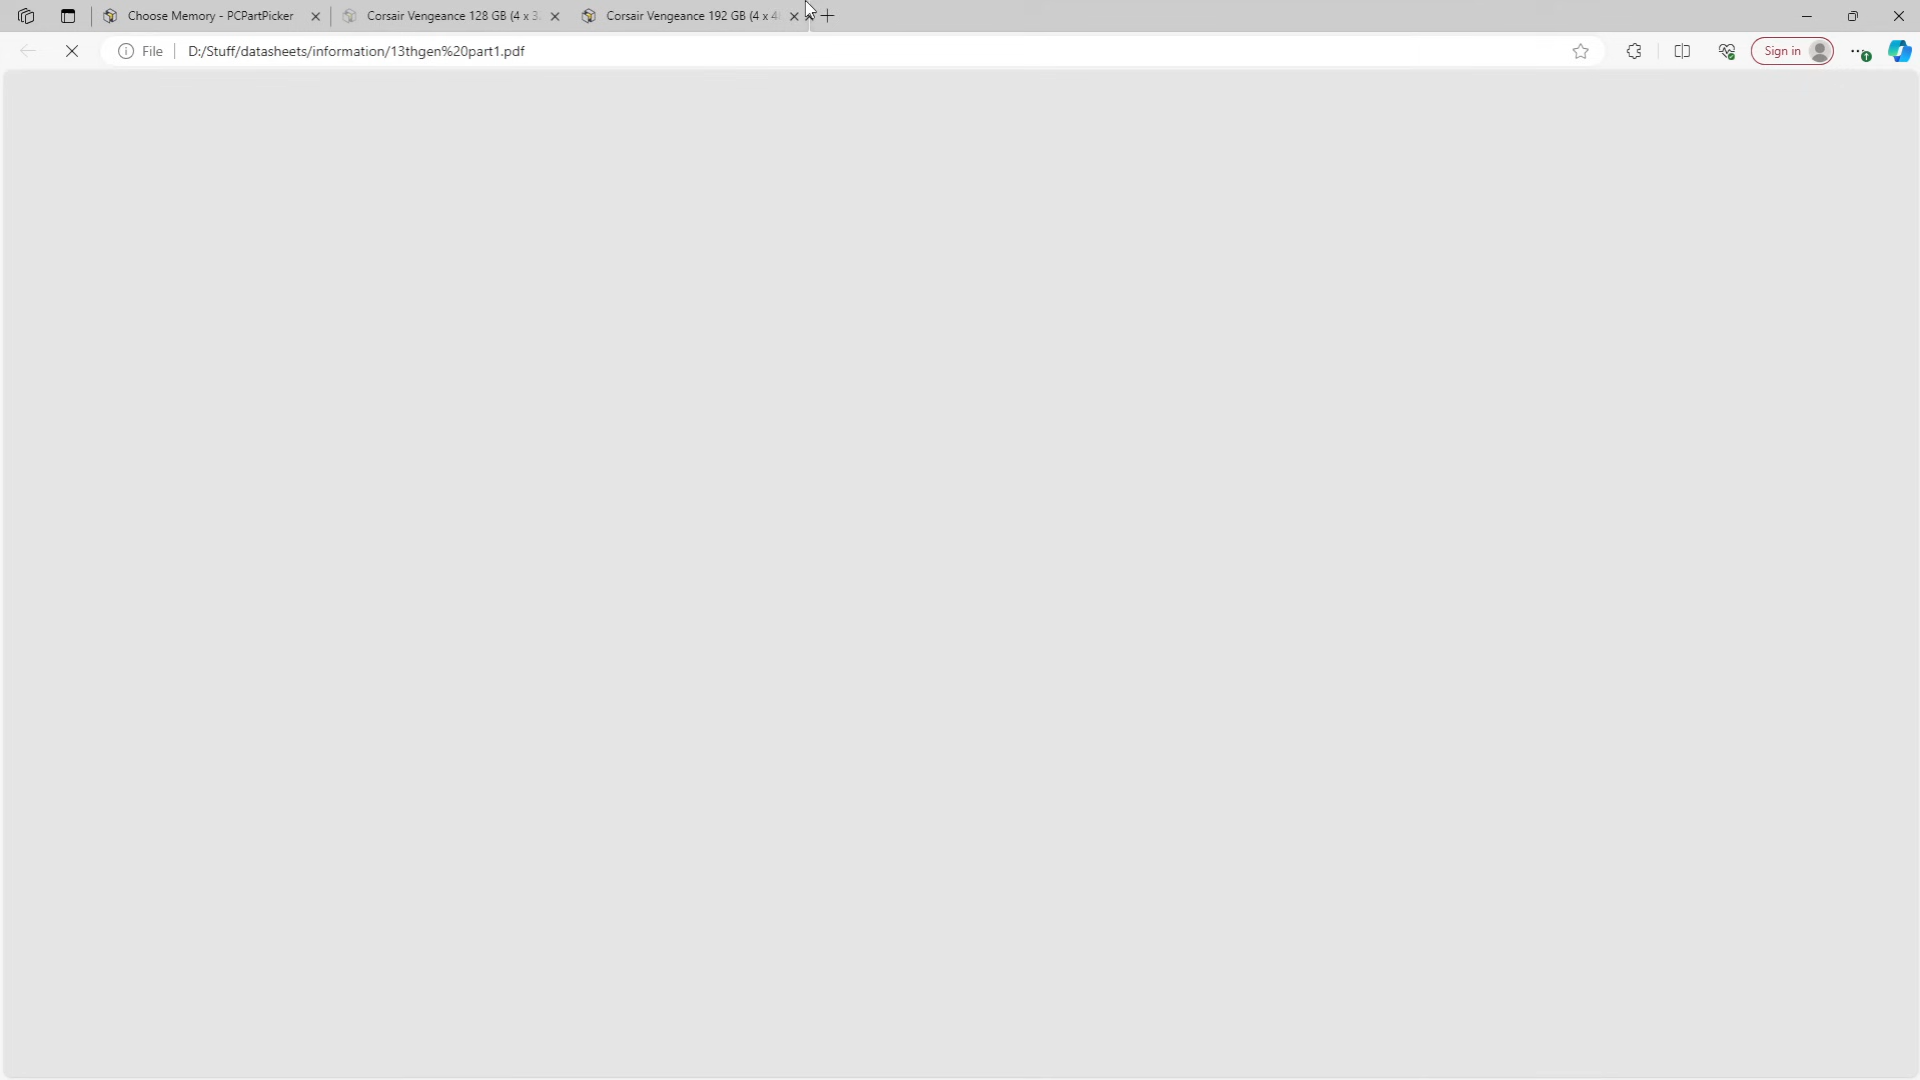 Choose Memory - PCPartPicker
Corsair Vengeance 128 GB (4 x 3
Corsair Vengeance 192 GB (4 x 4
File
D:/Stuff/datasheets/information/13thgen%20part1.pdf
Sign in